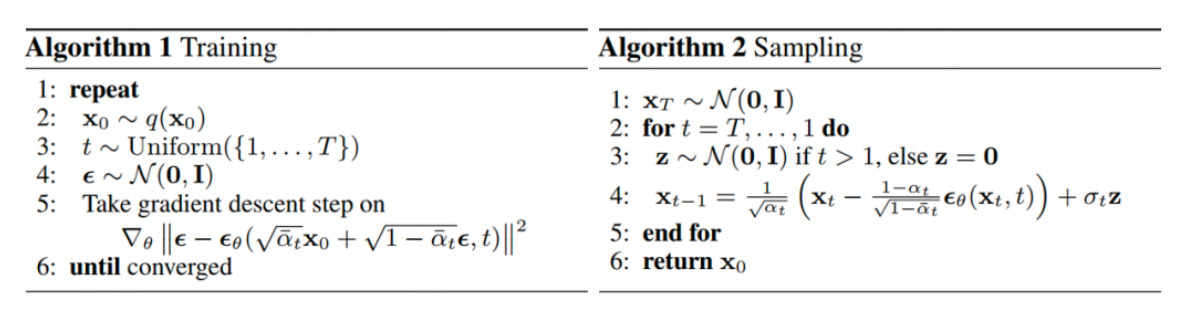 Algorithm 1 Training
1: repeat
2: x₀ ∼ q(x₀)
3: t ∼ Uniform({1, . . . , T})
4: ϵ ∼ 𝒩(0, I)
5: Take gradient descent step on
∇_θ ‖ϵ − ϵ_θ(√ᾱ_t x₀ + √(1 − ᾱ_t) ϵ, t)‖²
6: until converged
Algorithm 2 Sampling
1: x_T ∼ 𝒩(0, I)
2: for t = T, . . . , 1 do
3: z ∼ 𝒩(0, I) if t > 1, else z = 0
4: x_{t−1} = 1/√α_t (x_t − (1−α_t)/√(1−ᾱ_t) ϵ_θ(x_t, t)) + σ_t z
5: end for
6: return x₀